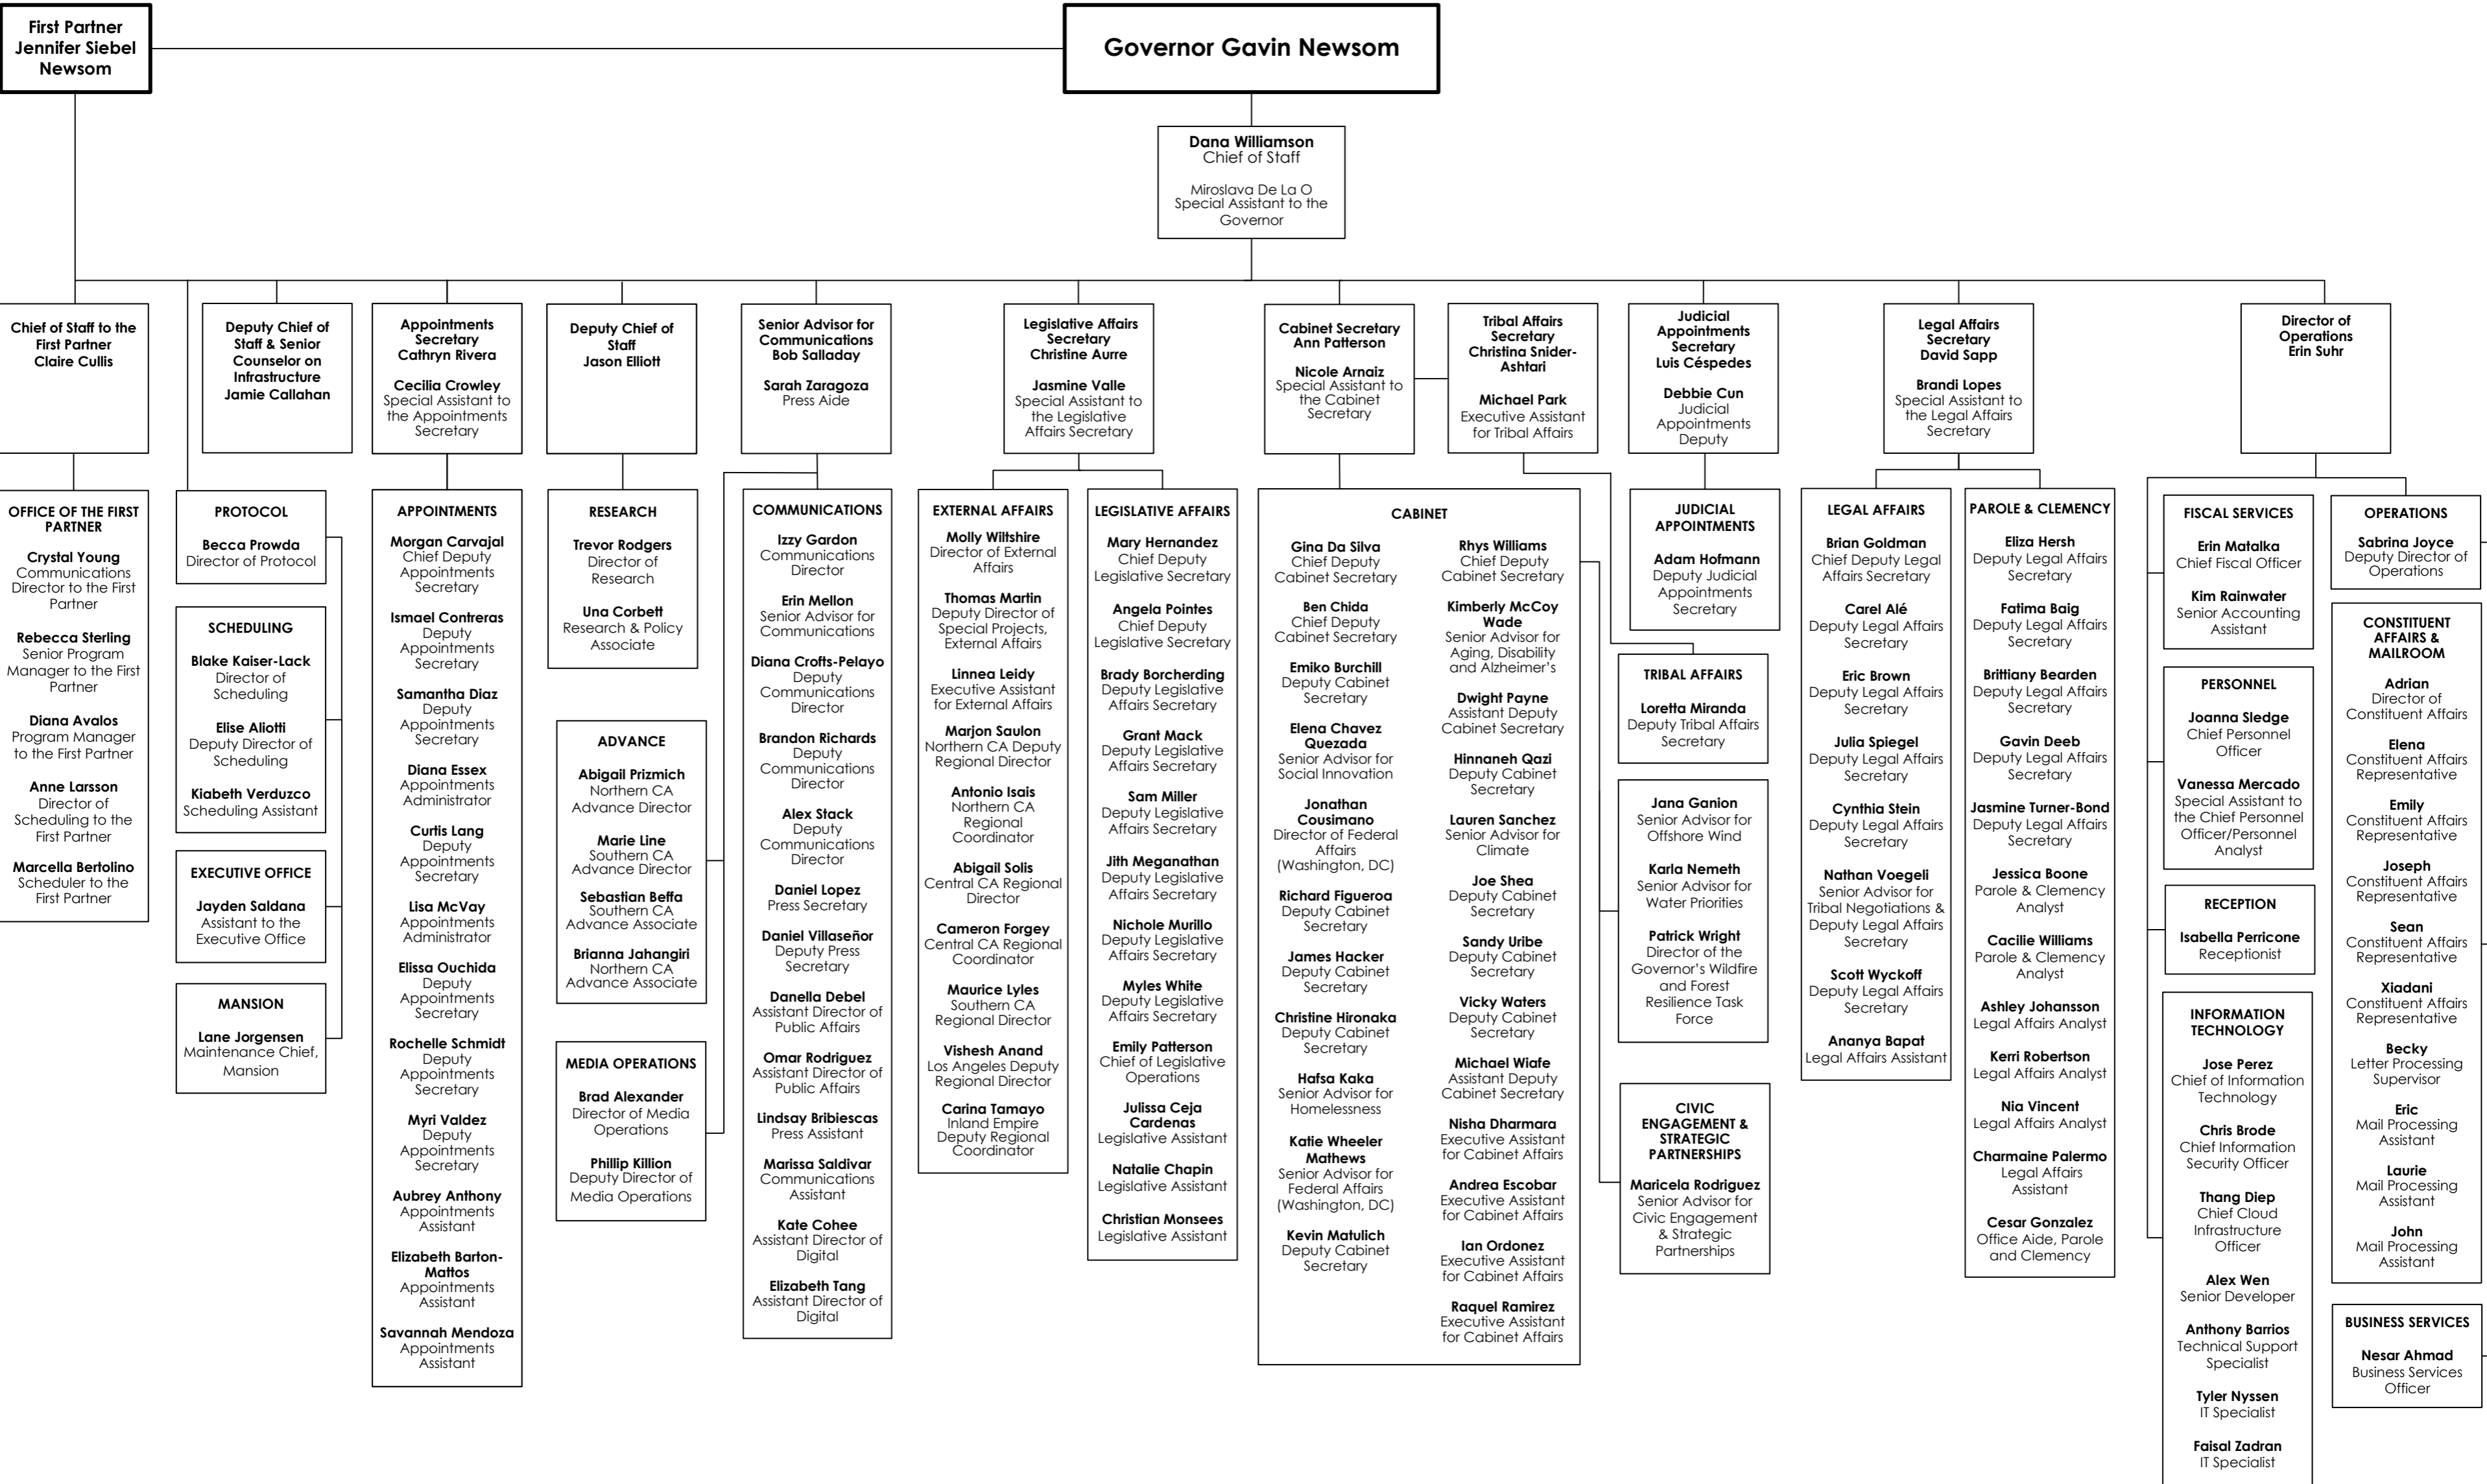 First Partner
Jennifer Siebel
Newsom
Governor Gavin Newsom
Dana Williamson
Chief of Staff
Miroslava De La O
Special Assistant to the
Governor
Chief of Staff to the
First Partner
Claire Cullis
Deputy Chief of
Staff & Senior
Counselor on
Infrastructure
Jamie Callahan
Appointments
Secretary
Cathryn Rivera
Cecilia Crowley
Special Assistant to
the Appointments
Secretary
Deputy Chief of
Staff
Jason Elliott
Senior Advisor for
Communications
Bob Salladay
Sarah Zaragoza
Press Aide
Legislative Affairs
Secretary
Christine Aurre
Jasmine Valle
Special Assistant to
the Legislative
Affairs Secretary
Cabinet Secretary
Ann Patterson
Nicole Arnaiz
Special Assistant to
the Cabinet
Secretary
Tribal Affairs
Secretary
Christina Snider-
Ashtari
Michael Park
Executive Assistant
for Tribal Affairs
Judicial
Appointments
Secretary
Luis Céspedes
Debbie Cun
Judicial
Appointments
Deputy
Legal Affairs
Secretary
David Sapp
Brandi Lopes
Special Assistant to
the Legal Affairs
Secretary
Director of
Operations
Erin Suhr
OFFICE OF THE FIRST
PARTNER
Crystal Young
Communications
Director to the First
Partner
Rebecca Sterling
Senior Program
Manager to the First
Partner
Diana Avalos
Program Manager
to the First Partner
Anne Larsson
Director of
Scheduling to the
First Partner
Marcella Bertolino
Scheduler to the
First Partner
PROTOCOL
Becca Prowda
Director of Protocol
SCHEDULING
Blake Kaiser-Lack
Director of
Scheduling
Elise Aliotti
Deputy Director of
Scheduling
Kiabeth Verduzco
Scheduling Assistant
EXECUTIVE OFFICE
Jayden Saldana
Assistant to the
Executive Office
MANSION
Lane Jorgensen
Maintenance Chief,
Mansion
APPOINTMENTS
Morgan Carvajal
Chief Deputy
Appointments
Secretary
Ismael Contreras
Deputy
Appointments
Secretary
Samantha Diaz
Deputy
Appointments
Secretary
Diana Essex
Appointments
Administrator
Curtis Lang
Deputy
Appointments
Secretary
Lisa McVay
Appointments
Administrator
Elissa Ouchida
Deputy
Appointments
Secretary
Rochelle Schmidt
Deputy
Appointments
Secretary
Myri Valdez
Deputy
Appointments
Secretary
Aubrey Anthony
Appointments
Assistant
Elizabeth Barton-
Mattos
Appointments
Assistant
Savannah Mendoza
Appointments
Assistant
RESEARCH
Trevor Rodgers
Director of
Research
Una Corbett
Research & Policy
Associate
ADVANCE
Abigail Prizmich
Northern CA
Advance Director
Marie Line
Southern CA
Advance Director
Sebastian Beffa
Southern CA
Advance Associate
Brianna Jahangiri
Northern CA
Advance Associate
MEDIA OPERATIONS
Brad Alexander
Director of Media
Operations
Phillip Killion
Deputy Director of
Media Operations
COMMUNICATIONS
Izzy Gardon
Communications
Director
Erin Mellon
Senior Advisor for
Communications
Diana Crofts-Pelayo
Deputy
Communications
Director
Brandon Richards
Deputy
Communications
Director
Alex Stack
Deputy
Communications
Director
Daniel Lopez
Press Secretary
Daniel Villaseñor
Deputy Press
Secretary
Danella Debel
Assistant Director of
Public Affairs
Omar Rodriguez
Assistant Director of
Public Affairs
Lindsay Bribiescas
Press Assistant
Marissa Saldivar
Communications
Assistant
Kate Cohee
Assistant Director of
Digital
Elizabeth Tang
Assistant Director of
Digital
EXTERNAL AFFAIRS
Molly Wiltshire
Director of External
Affairs
Thomas Martin
Deputy Director of
Special Projects,
External Affairs
Linnea Leidy
Executive Assistant
for External Affairs
Marjon Saulon
Northern CA Deputy
Regional Director
Antonio Isais
Northern CA
Regional
Coordinator
Abigail Solis
Central CA Regional
Director
Cameron Forgey
Central CA Regional
Coordinator
Maurice Lyles
Southern CA
Regional Director
Vishesh Anand
Los Angeles Deputy
Regional Director
Carina Tamayo
Inland Empire
Deputy Regional
Coordinator
LEGISLATIVE AFFAIRS
Mary Hernandez
Chief Deputy
Legislative Secretary
Angela Pointes
Chief Deputy
Legislative Secretary
Brady Borcherding
Deputy Legislative
Affairs Secretary
Grant Mack
Deputy Legislative
Affairs Secretary
Sam Miller
Deputy Legislative
Affairs Secretary
Jith Meganathan
Deputy Legislative
Affairs Secretary
Nichole Murillo
Deputy Legislative
Affairs Secretary
Myles White
Deputy Legislative
Affairs Secretary
Emily Patterson
Chief of Legislative
Operations
Julissa Ceja
Cardenas
Legislative Assistant
Natalie Chapin
Legislative Assistant
Christian Monsees
Legislative Assistant
CABINET
Gina Da Silva
Chief Deputy
Cabinet Secretary
Ben Chida
Chief Deputy
Cabinet Secretary
Emiko Burchill
Deputy Cabinet
Secretary
Elena Chavez
Quezada
Senior Advisor for
Social Innovation
Jonathan
Cousimano
Director of Federal
Affairs
(Washington, DC)
Richard Figueroa
Deputy Cabinet
Secretary
James Hacker
Deputy Cabinet
Secretary
Christine Hironaka
Deputy Cabinet
Secretary
Hafsa Kaka
Senior Advisor for
Homelessness
Katie Wheeler
Mathews
Senior Advisor for
Federal Affairs
(Washington, DC)
Kevin Matulich
Deputy Cabinet
Secretary
Rhys Williams
Chief Deputy
Cabinet Secretary
Kimberly McCoy
Wade
Senior Advisor for
Aging, Disability
and Alzheimer's
Dwight Payne
Assistant Deputy
Cabinet Secretary
Hinnaneh Qazi
Deputy Cabinet
Secretary
Lauren Sanchez
Senior Advisor for
Climate
Joe Shea
Deputy Cabinet
Secretary
Sandy Uribe
Deputy Cabinet
Secretary
Vicky Waters
Deputy Cabinet
Secretary
Michael Wiafe
Assistant Deputy
Cabinet Secretary
Nisha Dharmara
Executive Assistant
for Cabinet Affairs
Andrea Escobar
Executive Assistant
for Cabinet Affairs
Ian Ordonez
Executive Assistant
for Cabinet Affairs
Raquel Ramirez
Executive Assistant
for Cabinet Affairs
JUDICIAL
APPOINTMENTS
Adam Hofmann
Deputy Judicial
Appointments
Secretary
TRIBAL AFFAIRS
Loretta Miranda
Deputy Tribal Affairs
Secretary
Jana Ganion
Senior Advisor for
Offshore Wind
Karla Nemeth
Senior Advisor for
Water Priorities
Patrick Wright
Director of the
Governor's Wildfire
and Forest
Resilience Task
Force
CIVIC
ENGAGEMENT &
STRATEGIC
PARTNERSHIPS
Maricela Rodriguez
Senior Advisor for
Civic Engagement
& Strategic
Partnerships
LEGAL AFFAIRS
Brian Goldman
Chief Deputy Legal
Affairs Secretary
Carel Alé
Deputy Legal Affairs
Secretary
Eric Brown
Deputy Legal Affairs
Secretary
Julia Spiegel
Deputy Legal Affairs
Secretary
Cynthia Stein
Deputy Legal Affairs
Secretary
Nathan Voegeli
Senior Advisor for
Tribal Negotiations &
Deputy Legal Affairs
Secretary
Scott Wyckoff
Deputy Legal Affairs
Secretary
Ananya Bapat
Legal Affairs Assistant
PAROLE & CLEMENCY
Eliza Hersh
Deputy Legal Affairs
Secretary
Fatima Baig
Deputy Legal Affairs
Secretary
Brittiany Bearden
Deputy Legal Affairs
Secretary
Gavin Deeb
Deputy Legal Affairs
Secretary
Jasmine Turner-Bond
Deputy Legal Affairs
Secretary
Jessica Boone
Parole & Clemency
Analyst
Cacilie Williams
Parole & Clemency
Analyst
Ashley Johansson
Legal Affairs Analyst
Kerri Robertson
Legal Affairs Analyst
Nia Vincent
Legal Affairs Analyst
Charmaine Palermo
Legal Affairs
Assistant
Cesar Gonzalez
Office Aide, Parole
and Clemency
FISCAL SERVICES
Erin Matalka
Chief Fiscal Officer
Kim Rainwater
Senior Accounting
Assistant
PERSONNEL
Joanna Sledge
Chief Personnel
Officer
Vanessa Mercado
Special Assistant to
the Chief Personnel
Officer/Personnel
Analyst
RECEPTION
Isabella Perricone
Receptionist
INFORMATION
TECHNOLOGY
Jose Perez
Chief of Information
Technology
Chris Brode
Chief Information
Security Officer
Thang Diep
Chief Cloud
Infrastructure
Officer
Alex Wen
Senior Developer
Anthony Barrios
Technical Support
Specialist
Tyler Nyssen
IT Specialist
Faisal Zadran
IT Specialist
OPERATIONS
Sabrina Joyce
Deputy Director of
Operations
CONSTITUENT
AFFAIRS &
MAILROOM
Adrian
Director of
Constituent Affairs
Elena
Constituent Affairs
Representative
Emily
Constituent Affairs
Representative
Joseph
Constituent Affairs
Representative
Sean
Constituent Affairs
Representative
Xiadani
Constituent Affairs
Representative
Becky
Letter Processing
Supervisor
Eric
Mail Processing
Assistant
Laurie
Mail Processing
Assistant
John
Mail Processing
Assistant
BUSINESS SERVICES
Nesar Ahmad
Business Services
Officer